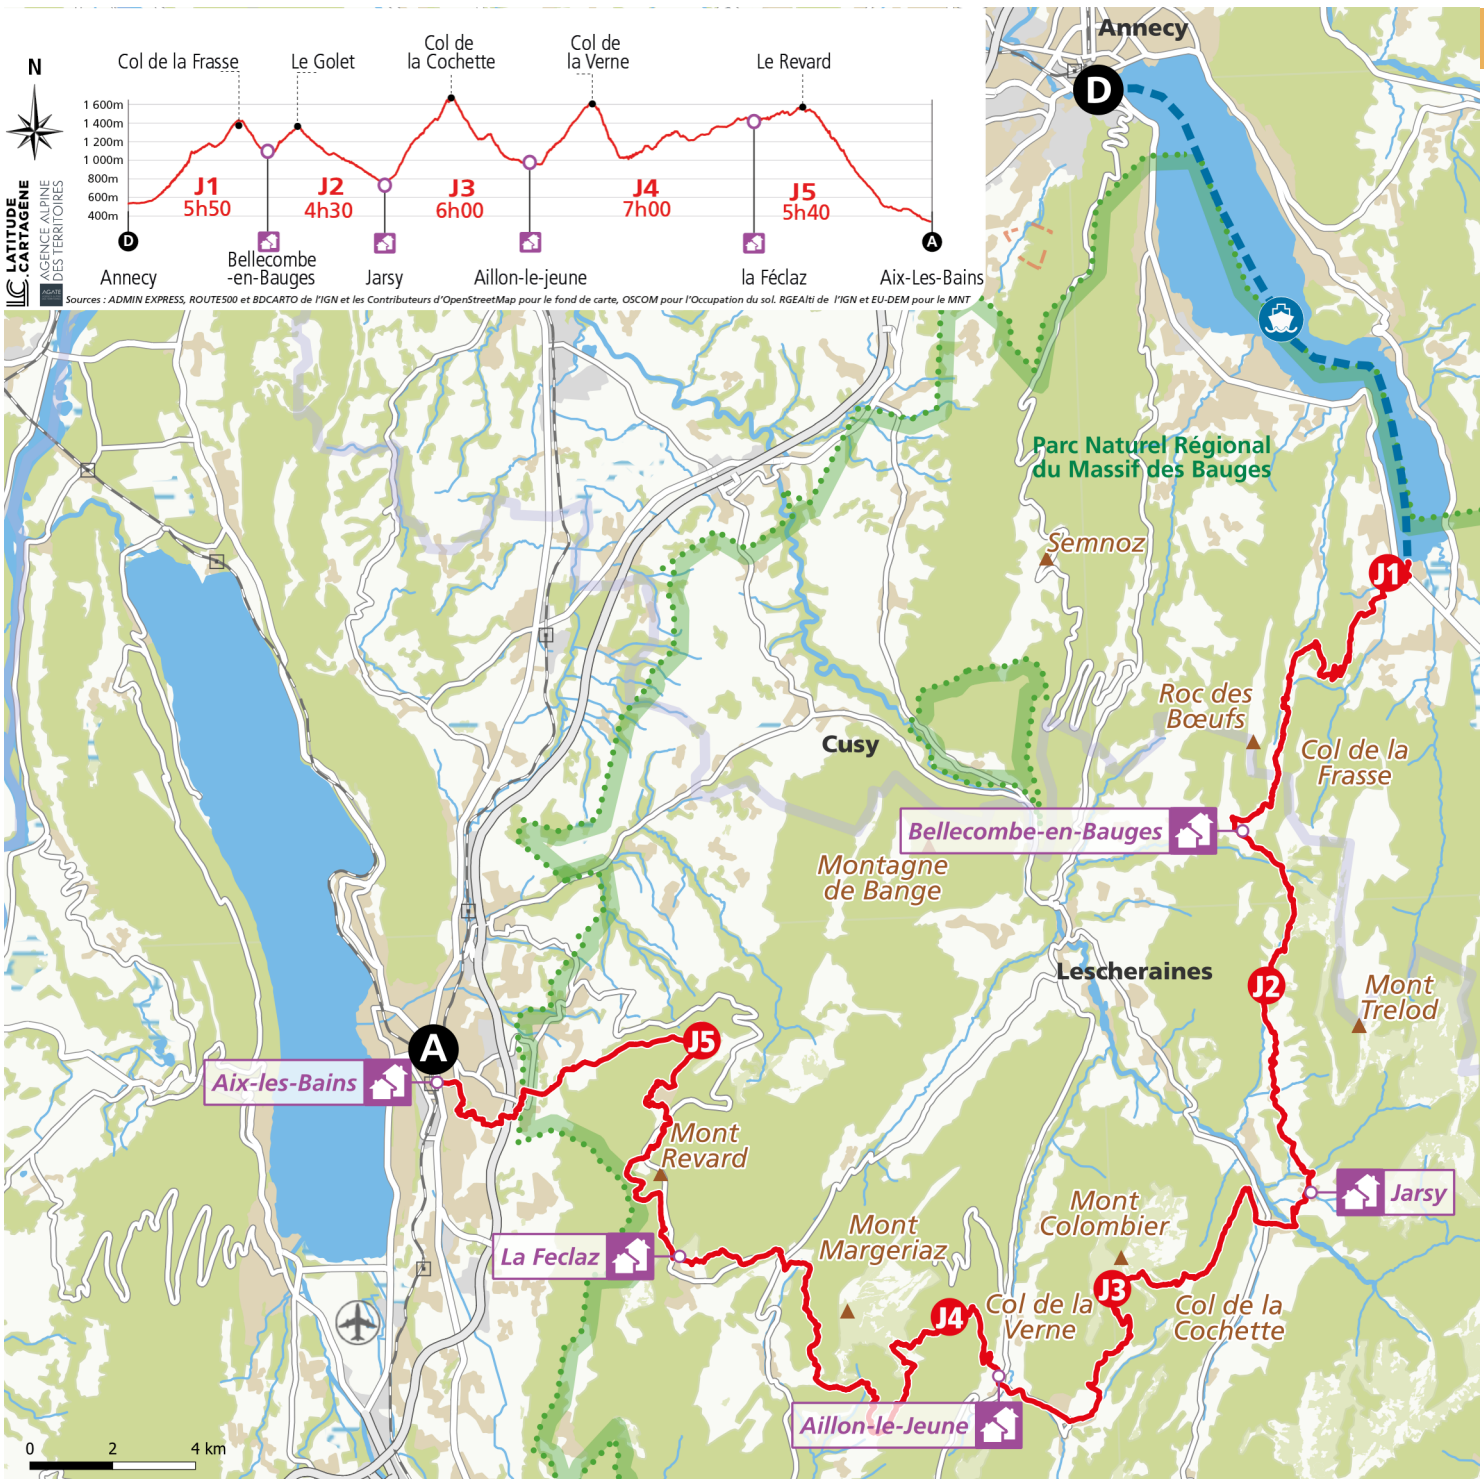 N
LATITUDE
.CARTAGÈNE
LC
AGENCE ALPINE
DES TERRITOIRES
AGATE
Col de la Frasse
Le Golet
Col de
la Cochette
Col de
la Verne
Le Revard
1 600m
1 400m
1 200m
1 000m
800m
600m
400m
J1
5h50
J2
4h30
J3
6h00
J4
7h00
J5
5h40
D
A
Annecy
Bellecombe
-en-Bauges
Jarsy
Aillon-le-jeune
la Féclaz
Aix-Les-Bains
Sources : ADMIN EXPRESS, ROUTE500 et BDCARTO de l'IGN et les Contributeurs d'OpenStreetMap pour le fond de carte, OSCOM pour l'Occupation du sol. RGEAlti de l'IGN et EU-DEM pour le MNT
Annecy
D
Parc Naturel Régional
du Massif des Bauges
Semnoz
J1
Roc des
Bœufs
Col de la
Frasse
Cusy
Bellecombe-en-Bauges
Montagne
de Bange
Lescheraines
J2
Mont
Trelod
A
J5
Aix-les-Bains
Mont
Revard
Jarsy
Mont
Colombier
Mont
Margeriaz
La Feclaz
J3
J4
Col de la
Verne
Col de la
Cochette
Aillon-le-Jeune
0 2 4 km